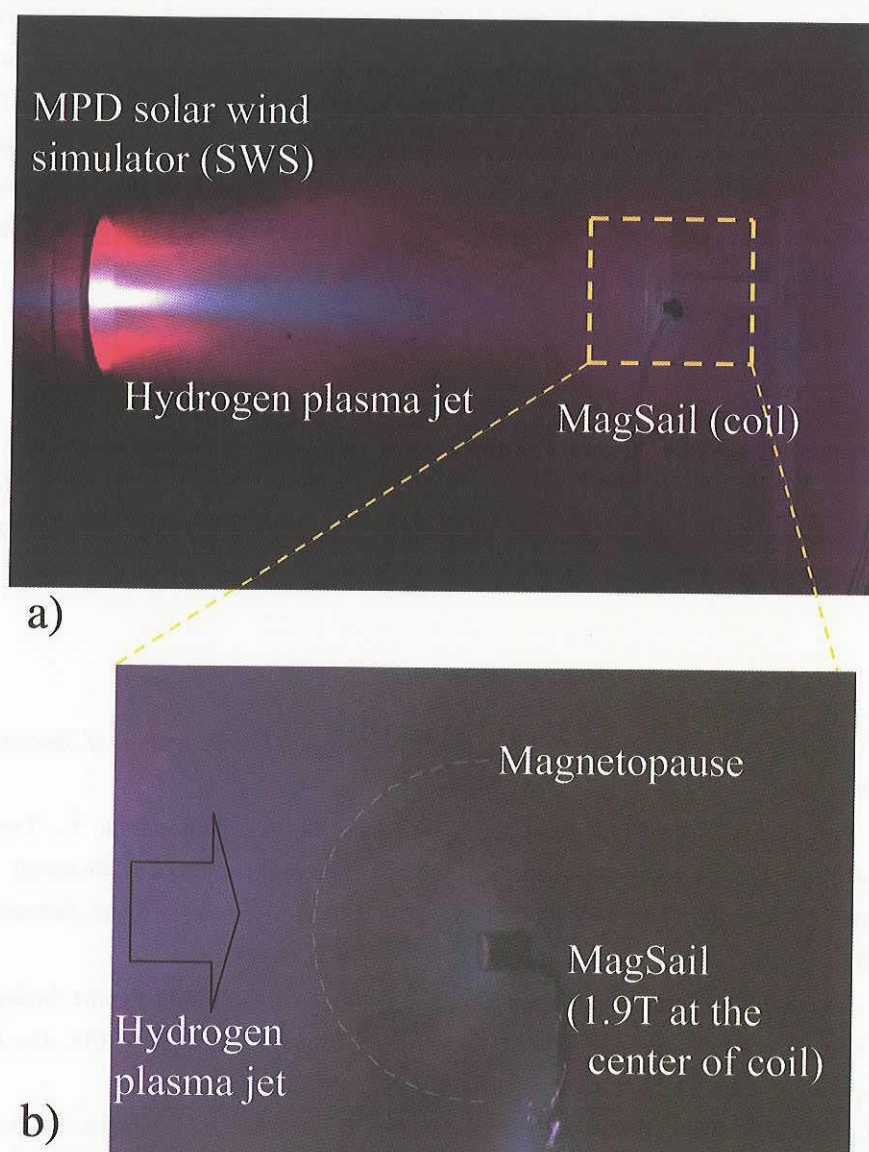 MPD solar wind
simulator (SWS)
Hydrogen plasma jet
MagSail (coil)
a)
Magnetopause
MagSail
(1.9T at the
center of coil)
Hydrogen
plasma jet
b)